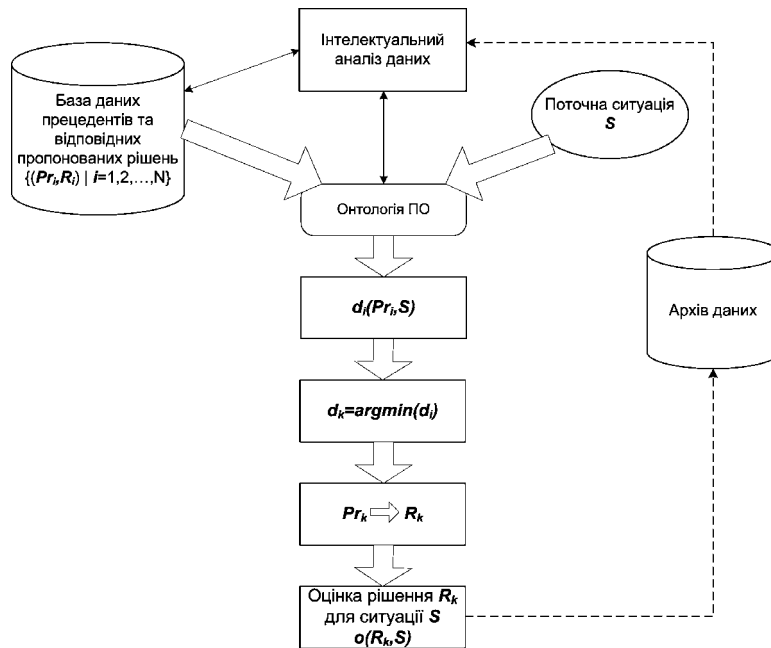 Інтелектуальний
аналіз даних
База даних
прецедентів та
відповідних
пропонованих рішень
{(Pri,Ri) | i=1,2,…,N}
Поточна ситуація
S
Онтологія ПО
di(Pri,S)
Архів даних
dk=argmin(di)
Prk ⇨ Rk
Оцінка рішення Rk
для ситуації S
o(Rk,S)